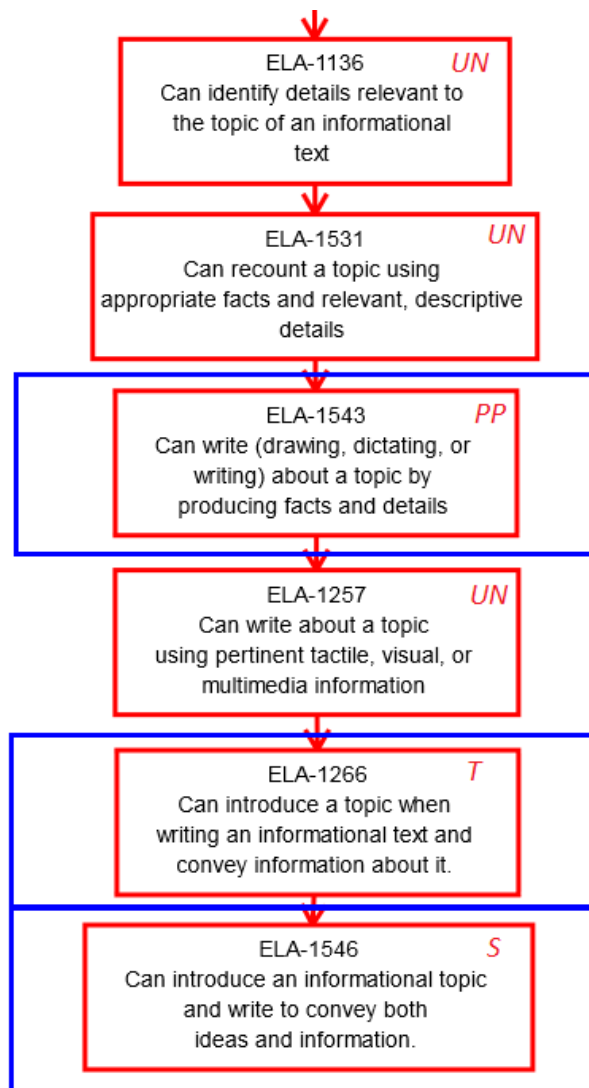 ELA-1136 UN
Can identify details relevant to
the topic of an informational
text
ELA-1531 UN
Can recount a topic using
appropriate facts and relevant, descriptive
details
ELA-1543 PP
Can write (drawing, dictating, or
writing) about a topic by
producing facts and details
ELA-1257 UN
Can write about a topic
using pertinent tactile, visual, or
multimedia information
ELA-1266 T
Can introduce a topic when
writing an informational text and
convey information about it.
ELA-1546 S
Can introduce an informational topic
and write to convey both
ideas and information.